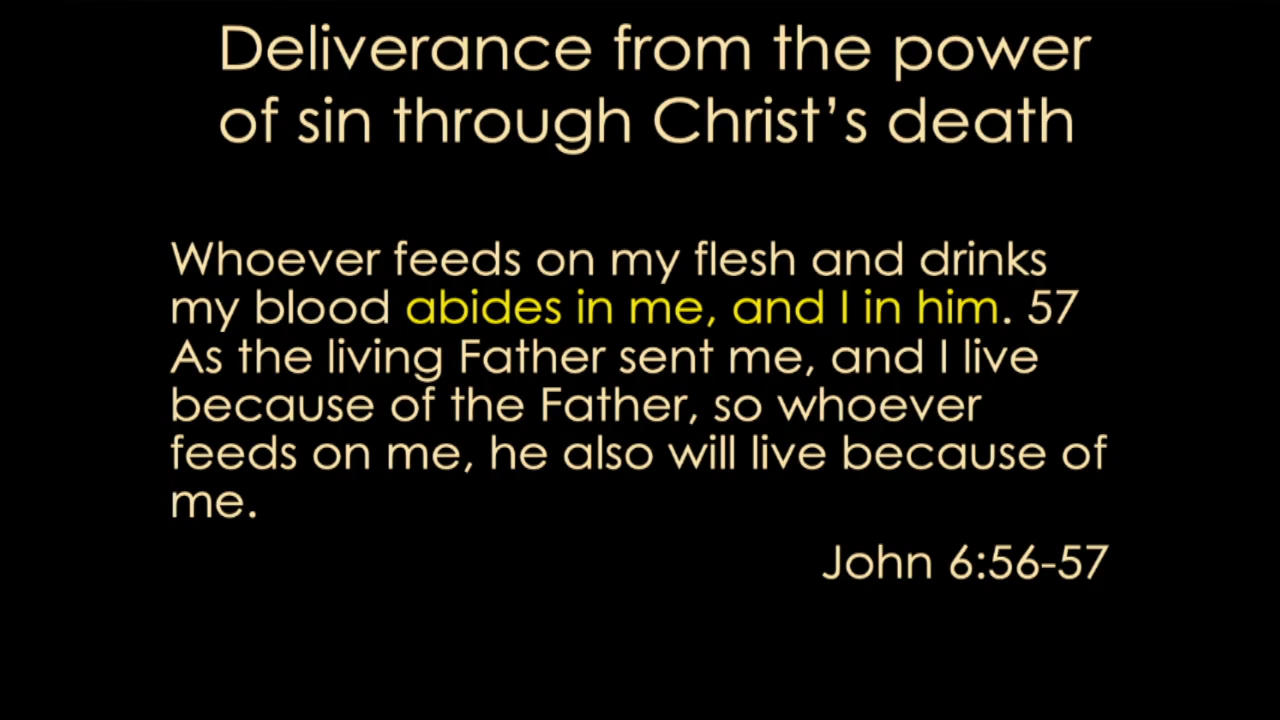 Deliverance from the power
of sin through Christ’s death
Whoever feeds on my flesh and drinks
my blood abides in me, and I in him. 57
As the living Father sent me, and I live
because of the Father, so whoever
feeds on me, he also will live because of
me.
John 6:56-57